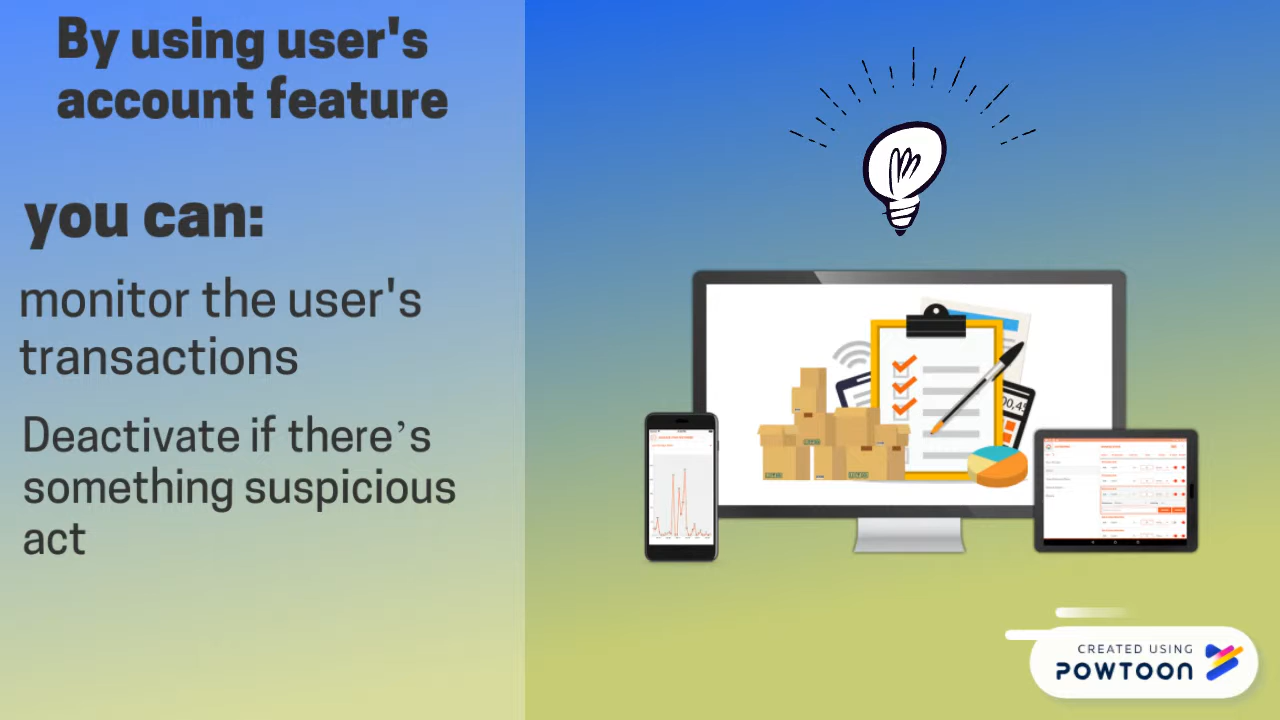 By using user's
account feature
you can:
monitor the user's
transactions
Deactivate if there’s
something suspicious
act
CREATED USING
POWTOON